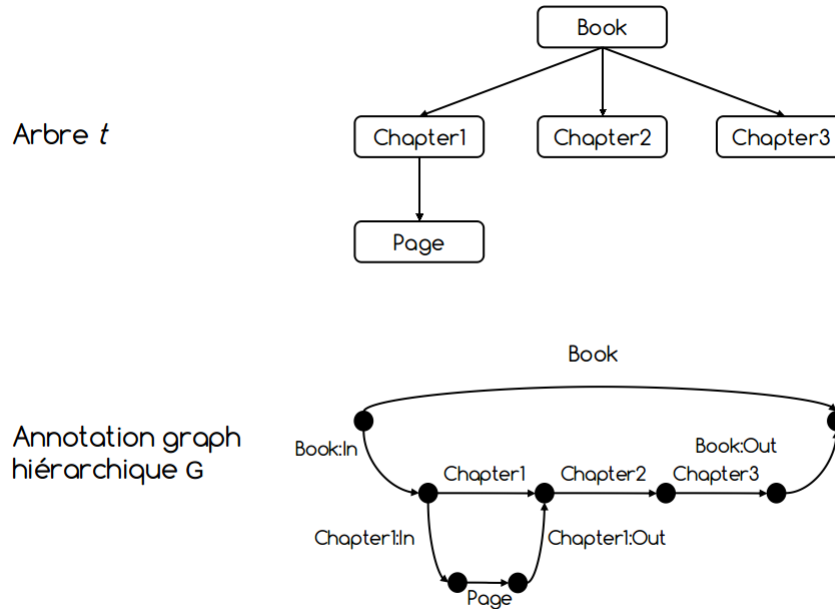 Book
Arbre t
Chapter1
Chapter2
Chapter3
Page
Book
Annotation graph
hiérarchique G
Book:In
Book:Out
Chapter1
Chapter2
Chapter3
Chapter1:In
Chapter1:Out
Page